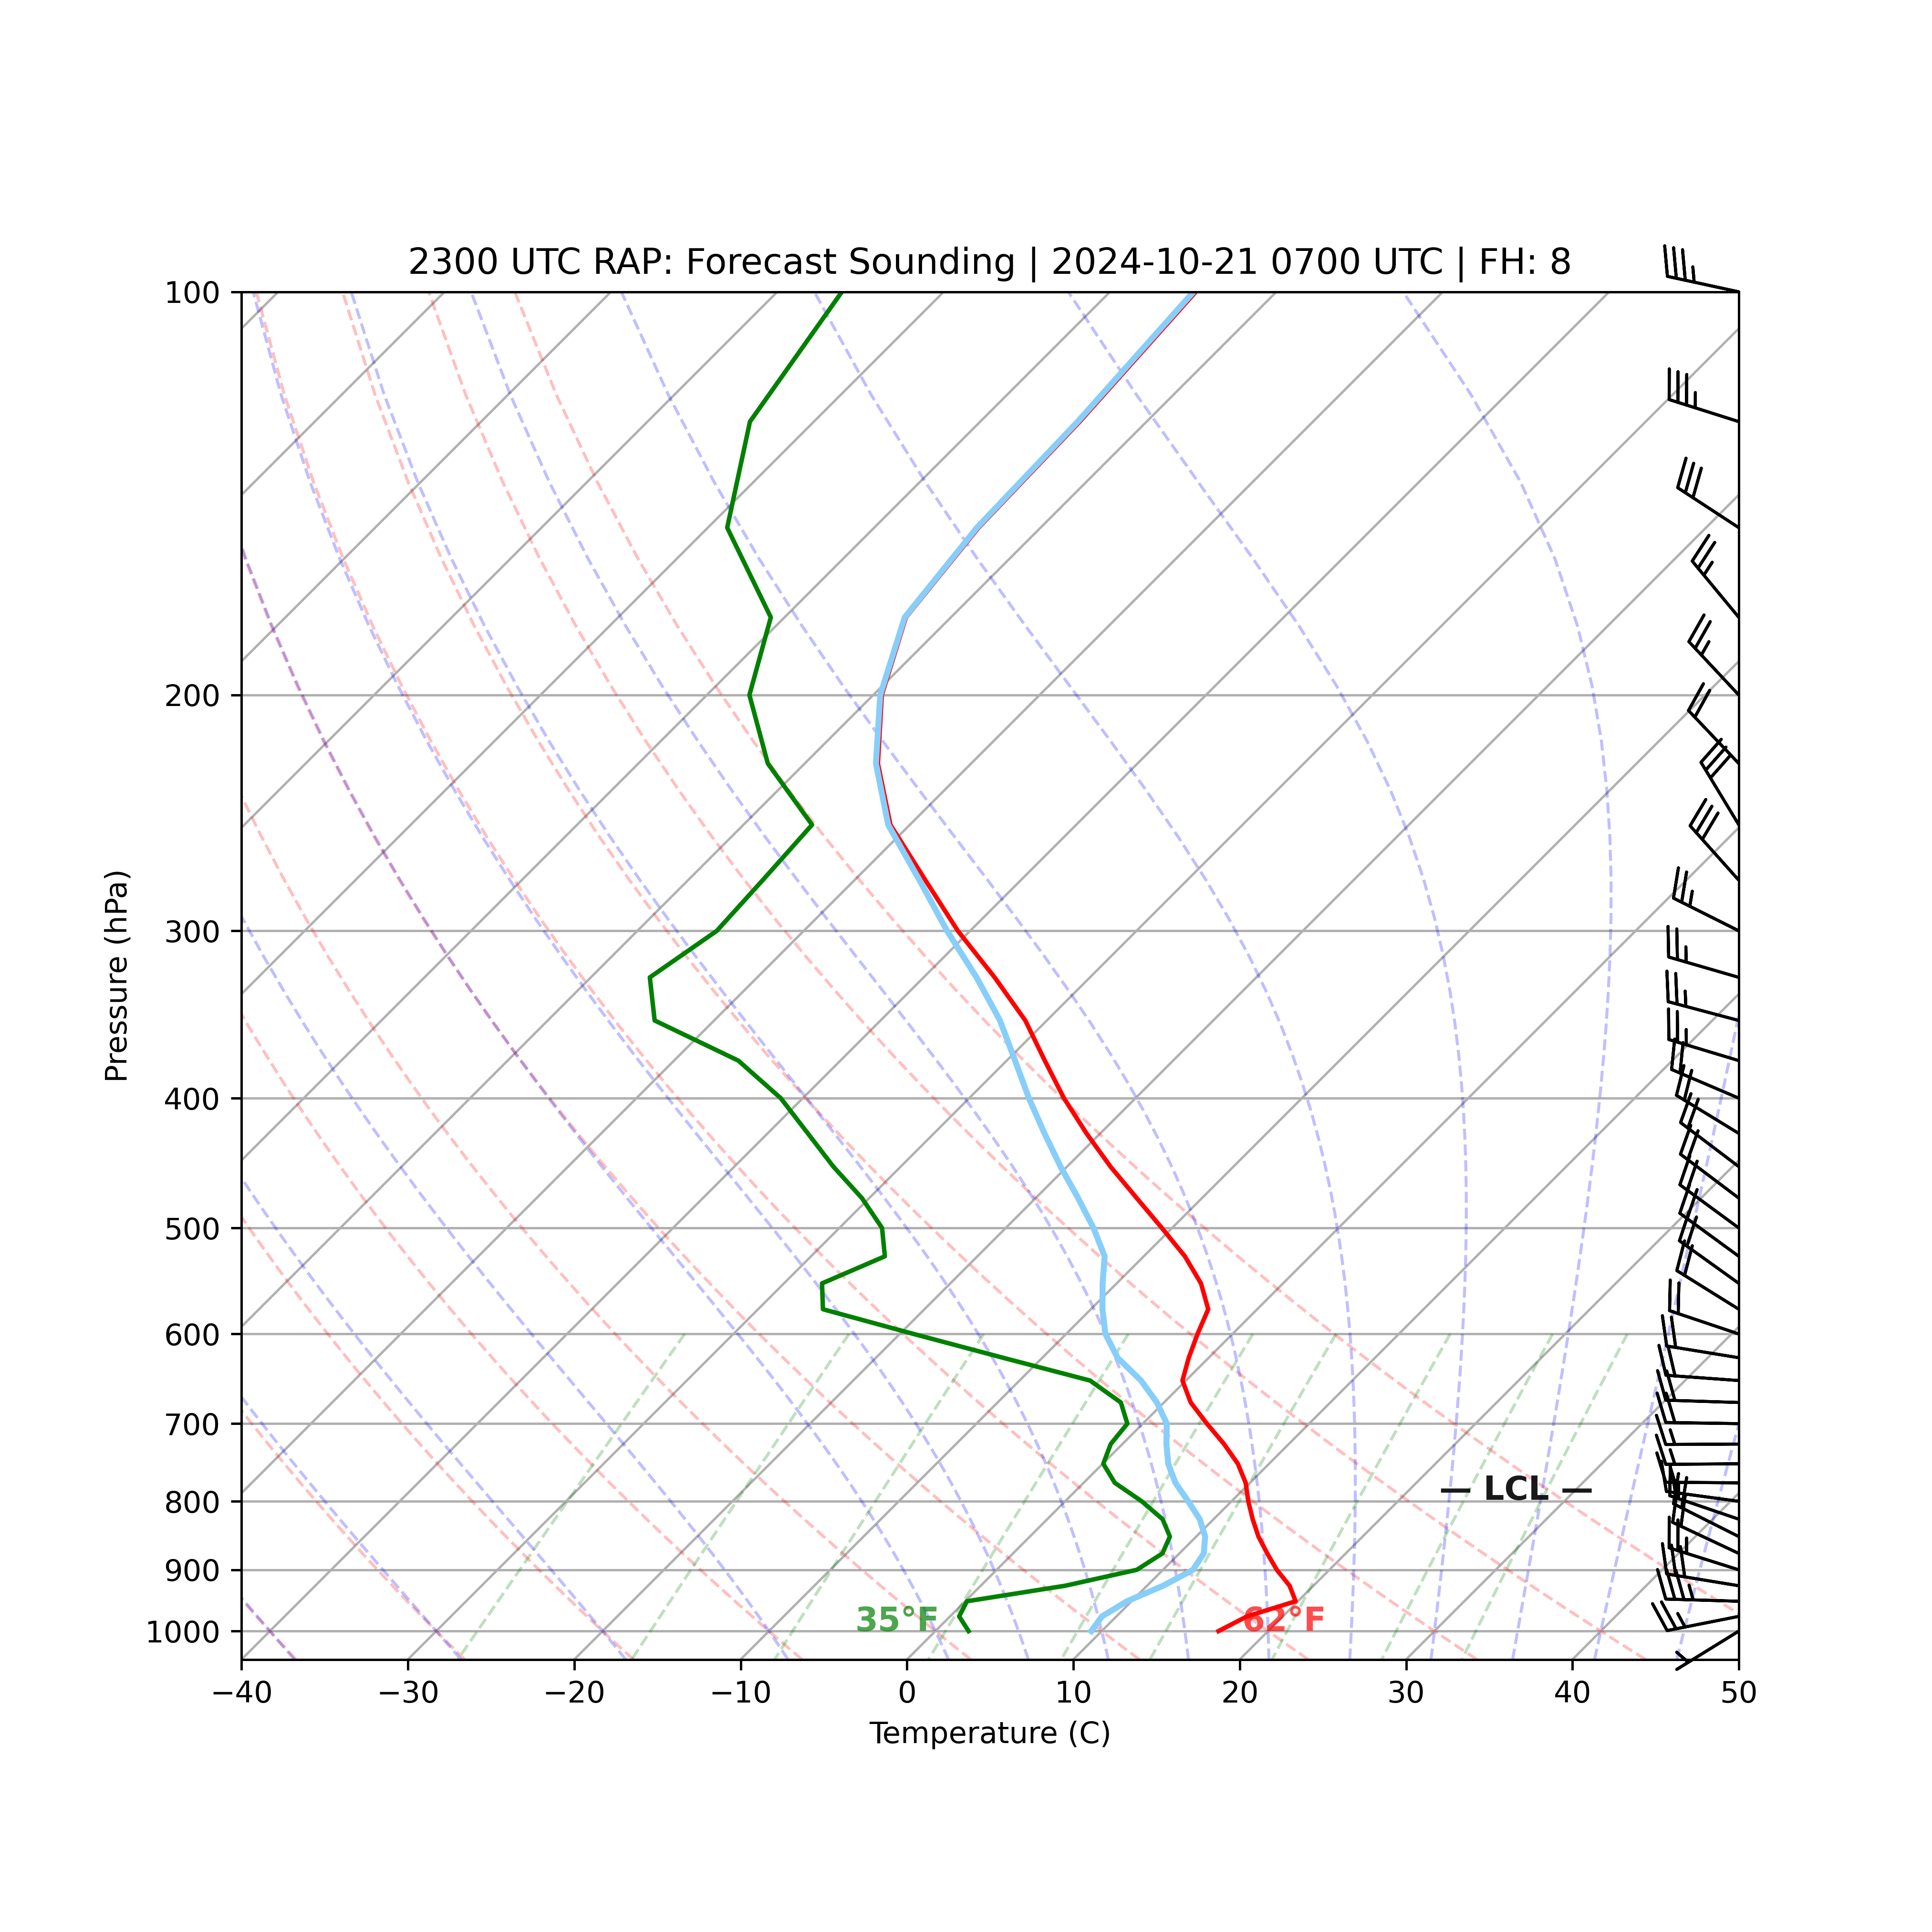 2300 UTC RAP: Forecast Sounding | 2024-10-21 0700 UTC | FH: 8
100
200
300
400
500
600
700
800
900
1000
Pressure (hPa)
— LCL —
35°F
62°F
−40 −30 −20 −10 0 10 20 30 40 50
Temperature (C)